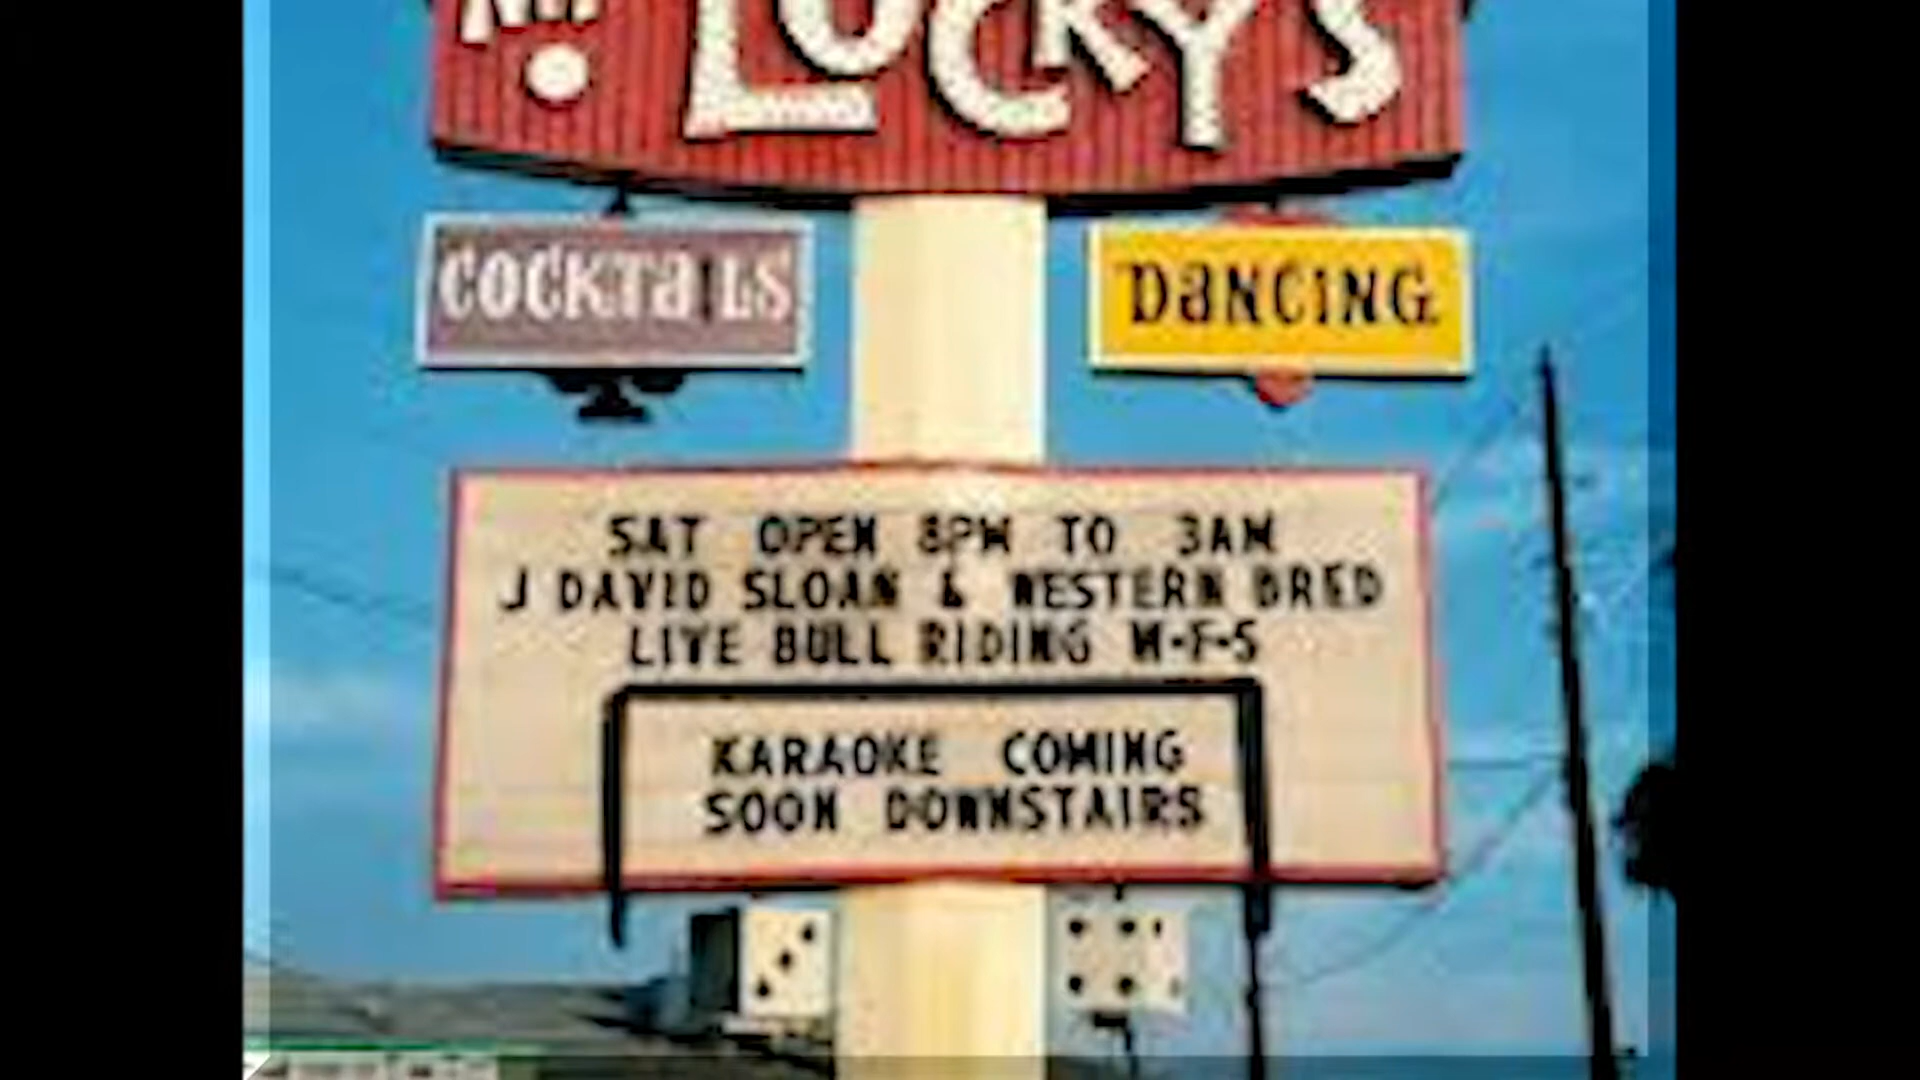 Mr. LUCKY'S
COCKTaILS
DaNCING
SAT OPEN 8PM TO 3AM
J DAVID SLOAN & WESTERN BRED
LIVE BULL RIDING W-F-S
KARAOKE COMING
SOON DOWNSTAIRS